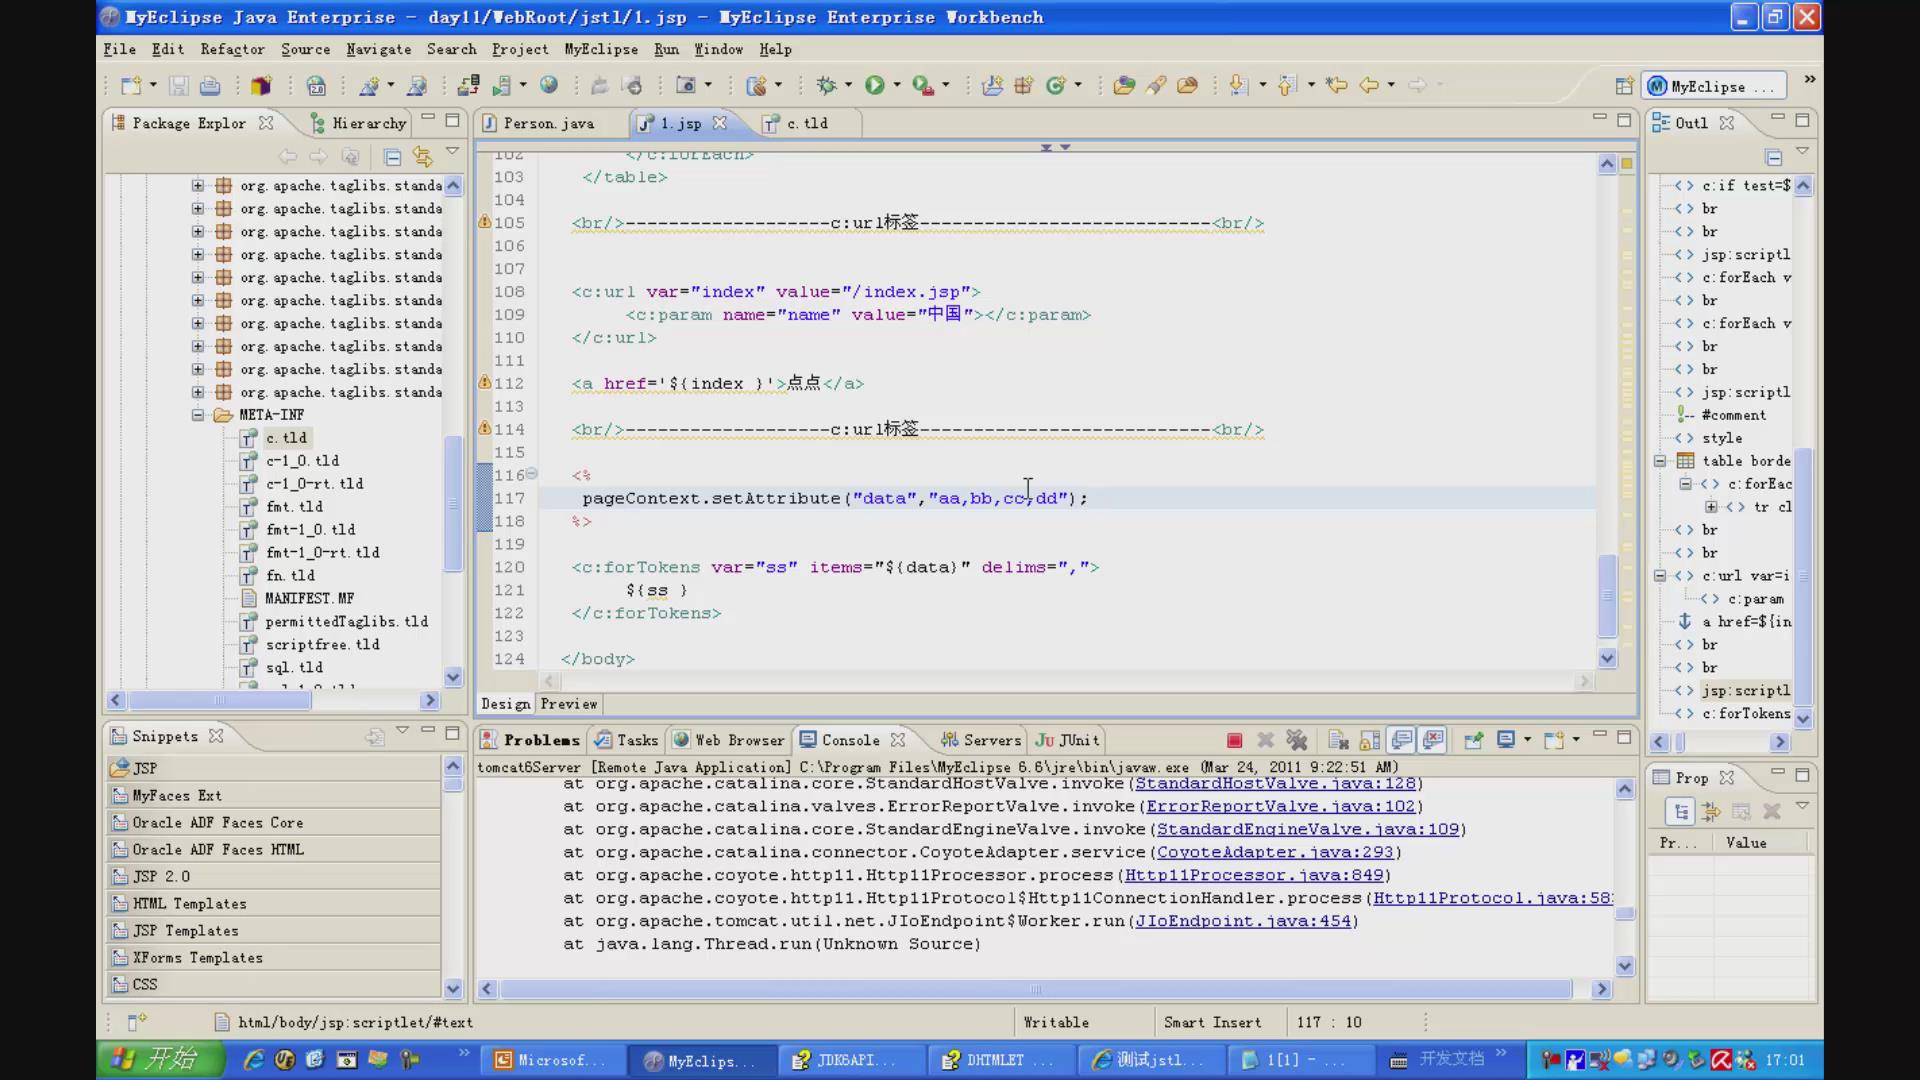 MyEclipse Java Enterprise - day11/WebRoot/jstl/1.jsp - MyEclipse Enterprise Workbench
File Edit Refactor Source Navigate Search Project MyEclipse Run Window Help
MyEclipse ...
Package Explor
Hierarchy
org.apache.taglibs.standa
org.apache.taglibs.standa
org.apache.taglibs.standa
org.apache.taglibs.standa
org.apache.taglibs.standa
org.apache.taglibs.standa
org.apache.taglibs.standa
org.apache.taglibs.standa
org.apache.taglibs.standa
org.apache.taglibs.standa
META-INF
c.tld
c-1_0.tld
c-1_0-rt.tld
fmt.tld
fmt-1_0.tld
fmt-1_0-rt.tld
fn.tld
MANIFEST.MF
permittedTaglibs.tld
scriptfree.tld
sql.tld
Person.java
1.jsp
c.tld
102 </c:forEach>
103 </table>
104
105 <br/>-------------------c:url标签---------------------------<br/>
106
107
108 <c:url var="index" value="/index.jsp">
109 <c:param name="name" value="中国"></c:param>
110 </c:url>
111
112 <a href='${index }'>点点</a>
113
114 <br/>-------------------c:url标签---------------------------<br/>
115
116 <%
117 pageContext.setAttribute("data","aa,bb,cc,dd");
118 %>
119
120 <c:forTokens var="ss" items="${data}" delims=",">
121 ${ss }
122 </c:forTokens>
123
124 </body>
Design Preview
Outl
c:if test=$
br
br
jsp:scriptl
c:forEach v
br
c:forEach v
br
br
jsp:scriptl
#comment
style
table borde
c:forEac
tr cl
br
br
c:url var=i
c:param
a href=${in
br
br
jsp:scriptl
c:forTokens
Snippets
JSP
MyFaces Ext
Oracle ADF Faces Core
Oracle ADF Faces HTML
JSP 2.0
HTML Templates
JSP Templates
XForms Templates
CSS
Problems Tasks Web Browser Console Servers JUnit
tomcat6Server [Remote Java Application] C:\Program Files\MyEclipse 6.6\jre\bin\javaw.exe (Mar 24, 2011 9:22:51 AM)
at org.apache.catalina.core.StandardHostValve.invoke(StandardHostValve.java:128)
at org.apache.catalina.valves.ErrorReportValve.invoke(ErrorReportValve.java:102)
at org.apache.catalina.core.StandardEngineValve.invoke(StandardEngineValve.java:109)
at org.apache.catalina.connector.CoyoteAdapter.service(CoyoteAdapter.java:293)
at org.apache.coyote.http11.Http11Processor.process(Http11Processor.java:849)
at org.apache.coyote.http11.Http11Protocol$Http11ConnectionHandler.process(Http11Protocol.java:58
at org.apache.tomcat.util.net.JIoEndpoint$Worker.run(JIoEndpoint.java:454)
at java.lang.Thread.run(Unknown Source)
Prop
Pr... Value
html/body/jsp:scriptlet/#text
Writable
Smart Insert
117 : 10
开始
Microsof...
MyEclips...
JDK6API...
DHTMLET ...
测试jstl...
1[1] - ...
开发文档
17:01